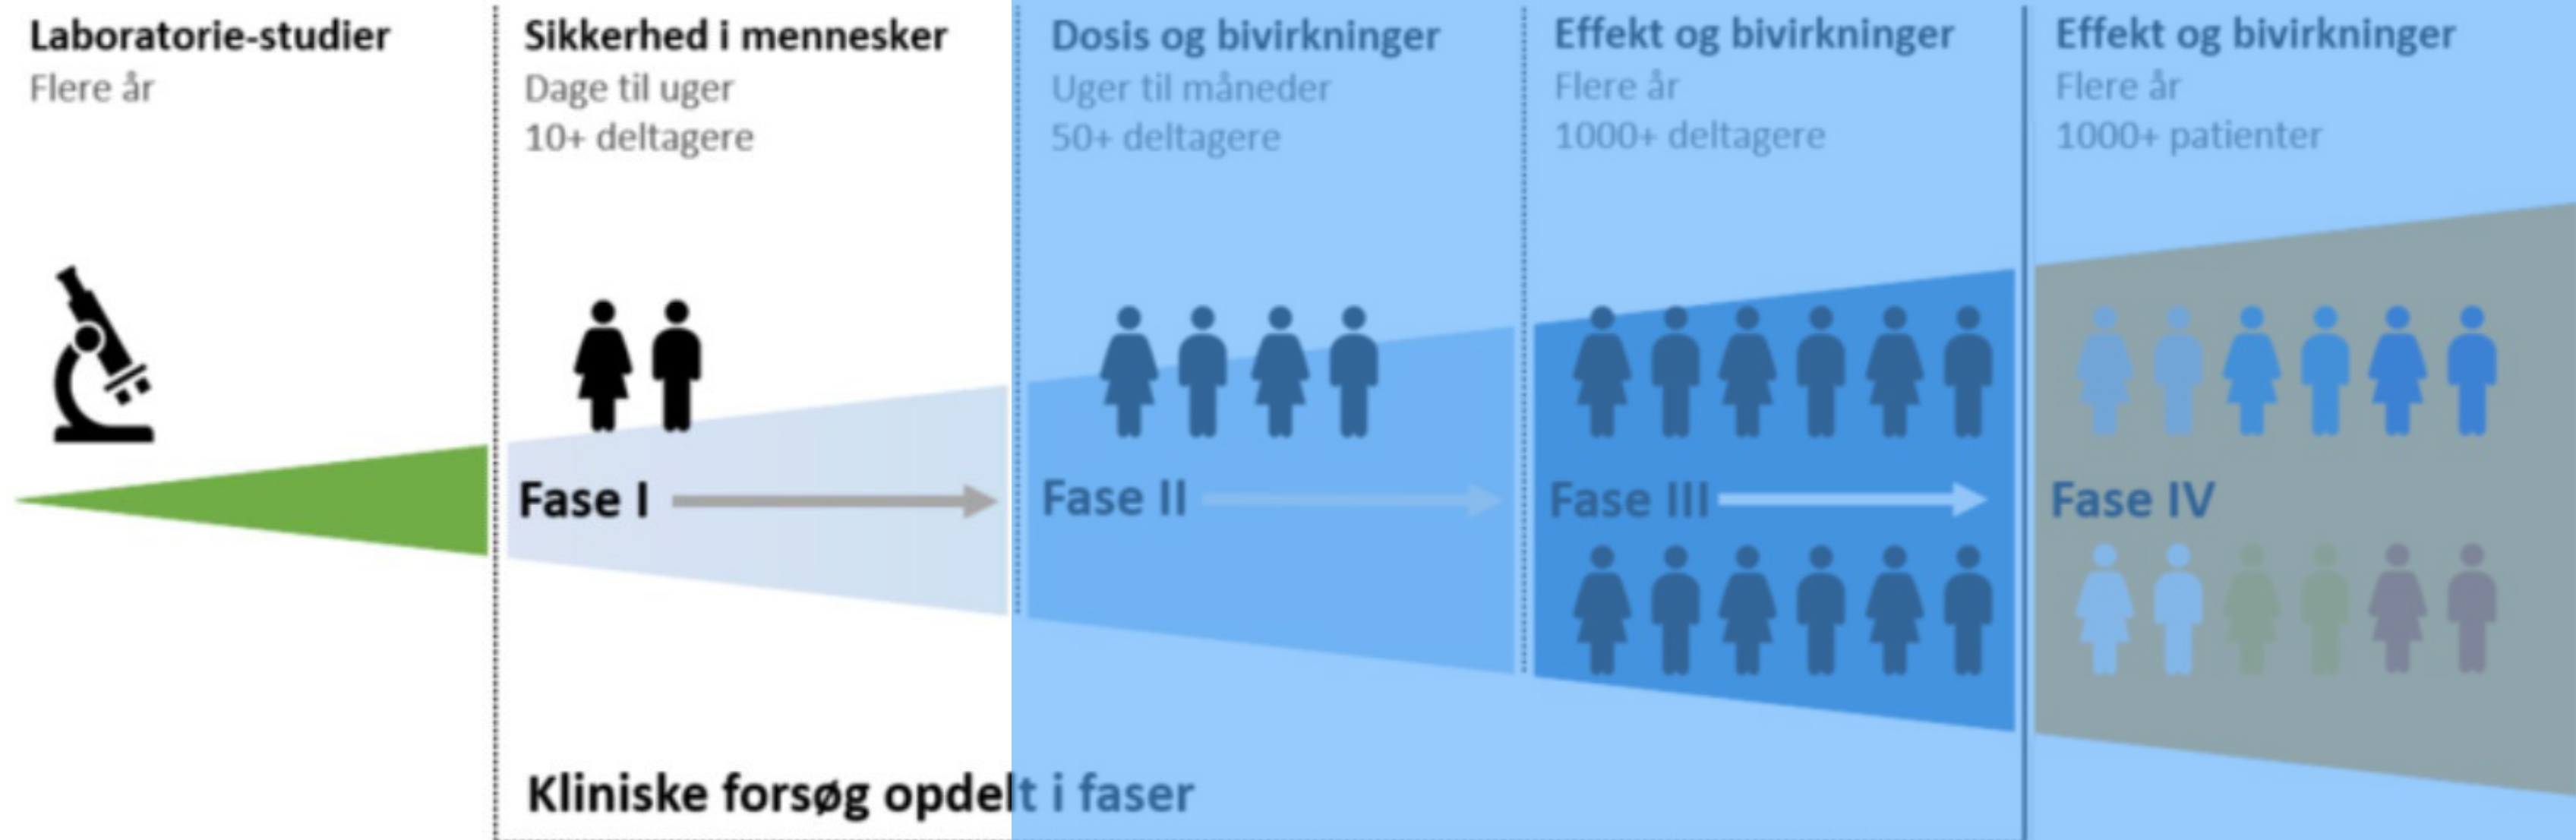 Laboratorie-studier
Flere år
Sikkerhed i mennesker
Dage til uger
10+ deltagere
Dosis og bivirkninger
Uger til måneder
50+ deltagere
Effekt og bivirkninger
Flere år
1000+ deltagere
Effekt og bivirkninger
Flere år
1000+ patienter
Fase I
Fase II
Fase III
Fase IV
Kliniske forsøg opdelt i faser